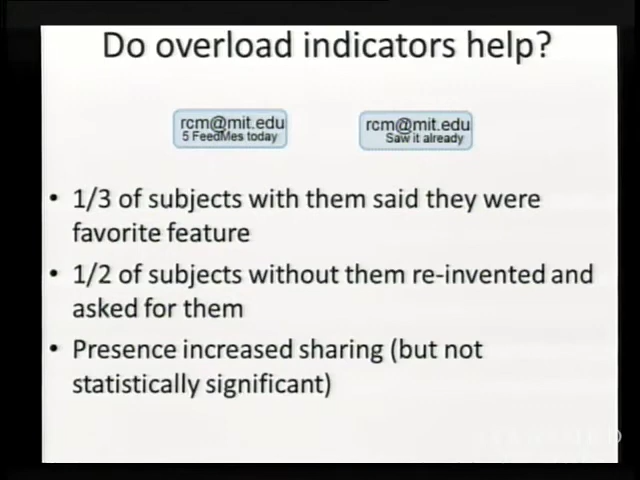 Do overload indicators help?
rcm@mit.edu
5 FeedMes today
rcm@mit.edu
Saw it already
• 1/3 of subjects with them said they were
favorite feature
• 1/2 of subjects without them re-invented and
asked for them
• Presence increased sharing (but not
statistically significant)